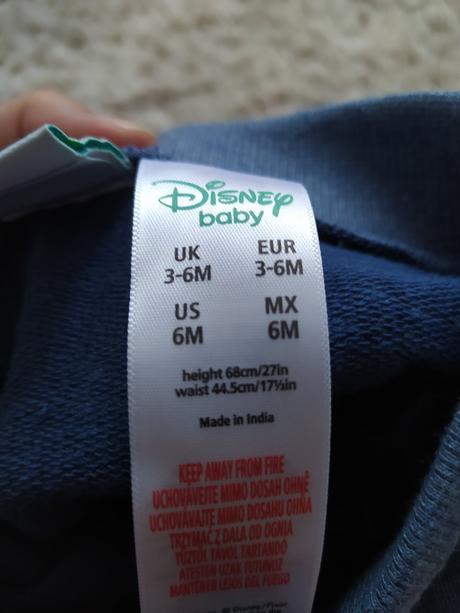 Disney
baby
UK EUR
3-6M 3-6M
US MX
6M 6M
height 68cm/27in
waist 44.5cm/17½in
Made in India
KEEP AWAY FROM FIRE
UCHOVÁVEJTE MIMO DOSAH OHNĚ
UCHOVÁVAJTE MIMO DOSAHU OHŇA
TRZYMAĆ Z DALA OD OGNIA
TŰZTŐL TÁVOL TARTANDÓ
ATEŞTEN UZAK TUTUNUZ
MANTENER LEJOS DEL FUEGO
© Disney/Pixar